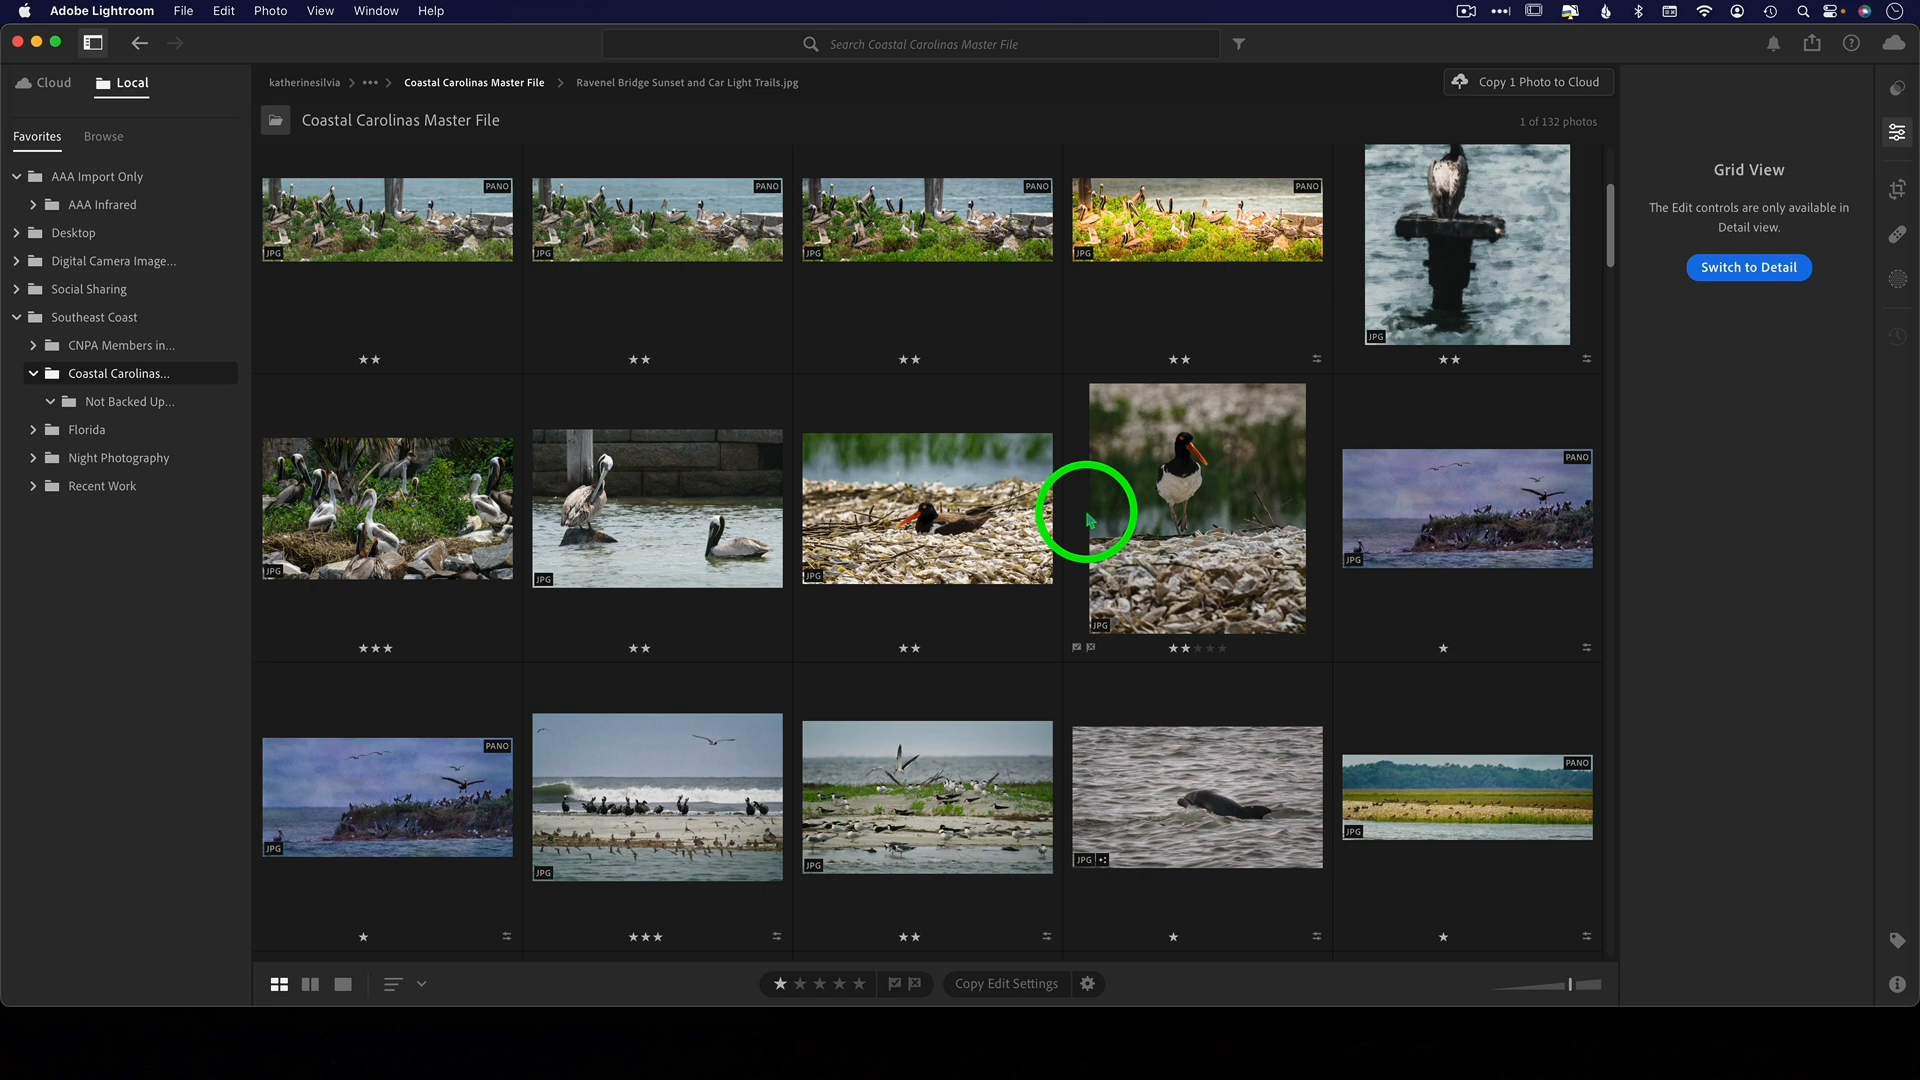 Adobe Lightroom File Edit Photo View Window Help
Search Coastal Carolinas Master File
Cloud Local
katherinesilvia > ••• > Coastal Carolinas Master File > Ravenel Bridge Sunset and Car Light Trails.jpg
Copy 1 Photo to Cloud
Coastal Carolinas Master File
1 of 132 photos
Favorites Browse
AAA Import Only
AAA Infrared
Desktop
Digital Camera Image...
Social Sharing
Southeast Coast
CNPA Members in...
Coastal Carolinas...
Not Backed Up...
Florida
Night Photography
Recent Work
PANO PANO PANO PANO
JPG JPG JPG JPG JPG
PANO
JPG JPG JPG JPG JPG
PANO PANO
JPG JPG JPG JPG JPG
Grid View
The Edit controls are only available in
Detail view.
Switch to Detail
Copy Edit Settings